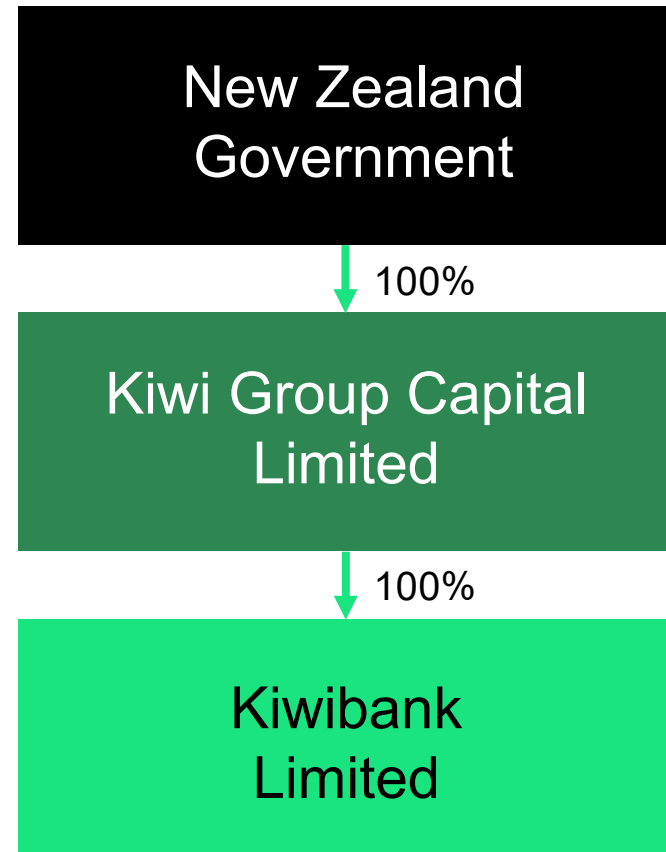 New Zealand
Government
100%
Kiwi Group Capital
Limited
100%
Kiwibank
Limited